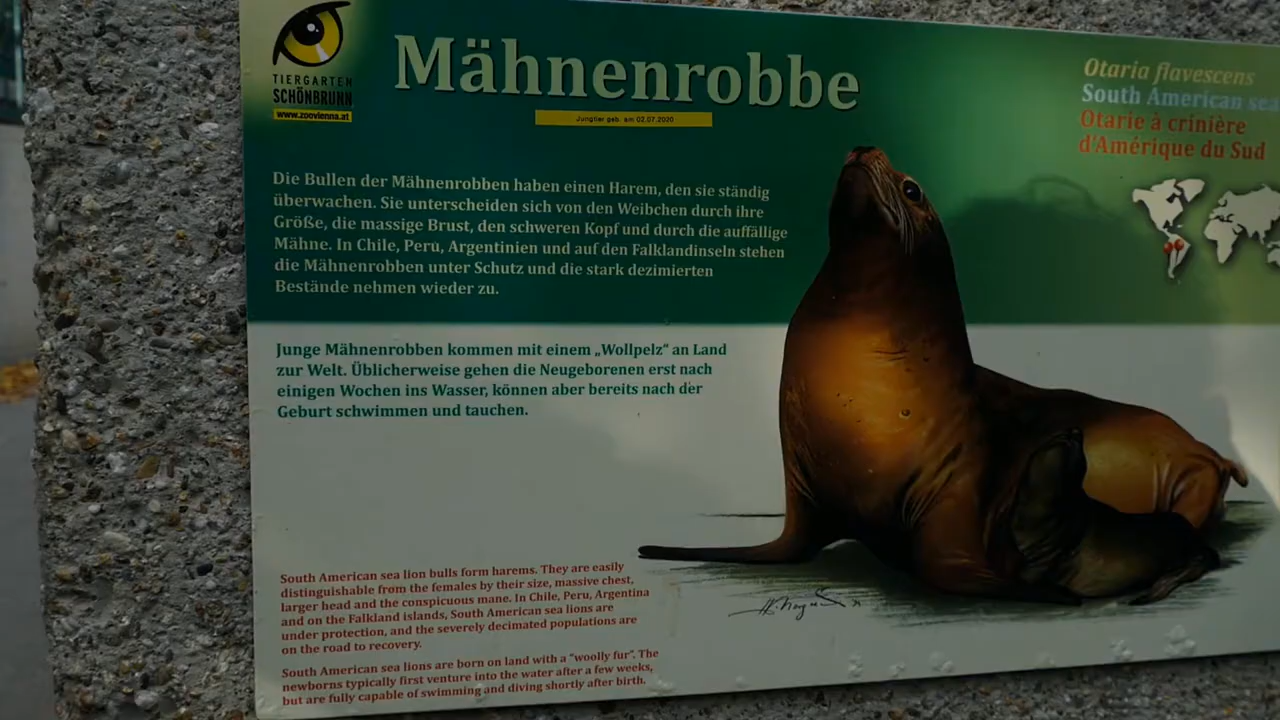 TIERGARTEN
SCHÖNBRUNN
www.zoovienna.at
Mähnenrobbe
Jungtier geb. am 02.07.2020
Otaria flavescens
South American sea
Otarie à crinière
d'Amérique du Sud
Die Bullen der Mähnenrobben haben einen Harem, den sie ständig
überwachen. Sie unterscheiden sich von den Weibchen durch ihre
Größe, die massige Brust, den schweren Kopf und durch die auffällige
Mähne. In Chile, Peru, Argentinien und auf den Falklandinseln stehen
die Mähnenrobben unter Schutz und die stark dezimierten
Bestände nehmen wieder zu.
Junge Mähnenrobben kommen mit einem „Wollpelz“ an Land
zur Welt. Üblicherweise gehen die Neugeborenen erst nach
einigen Wochen ins Wasser, können aber bereits nach der
Geburt schwimmen und tauchen.
South American sea lion bulls form harems. They are easily
distinguishable from the females by their size, massive chest,
larger head and the conspicuous mane. In Chile, Peru, Argentina
and on the Falkland islands, South American sea lions are
under protection, and the severely decimated populations are
on the road to recovery.
South American sea lions are born on land with a "woolly fur". The
newborns typically first venture into the water after a few weeks,
but are fully capable of swimming and diving shortly after birth.